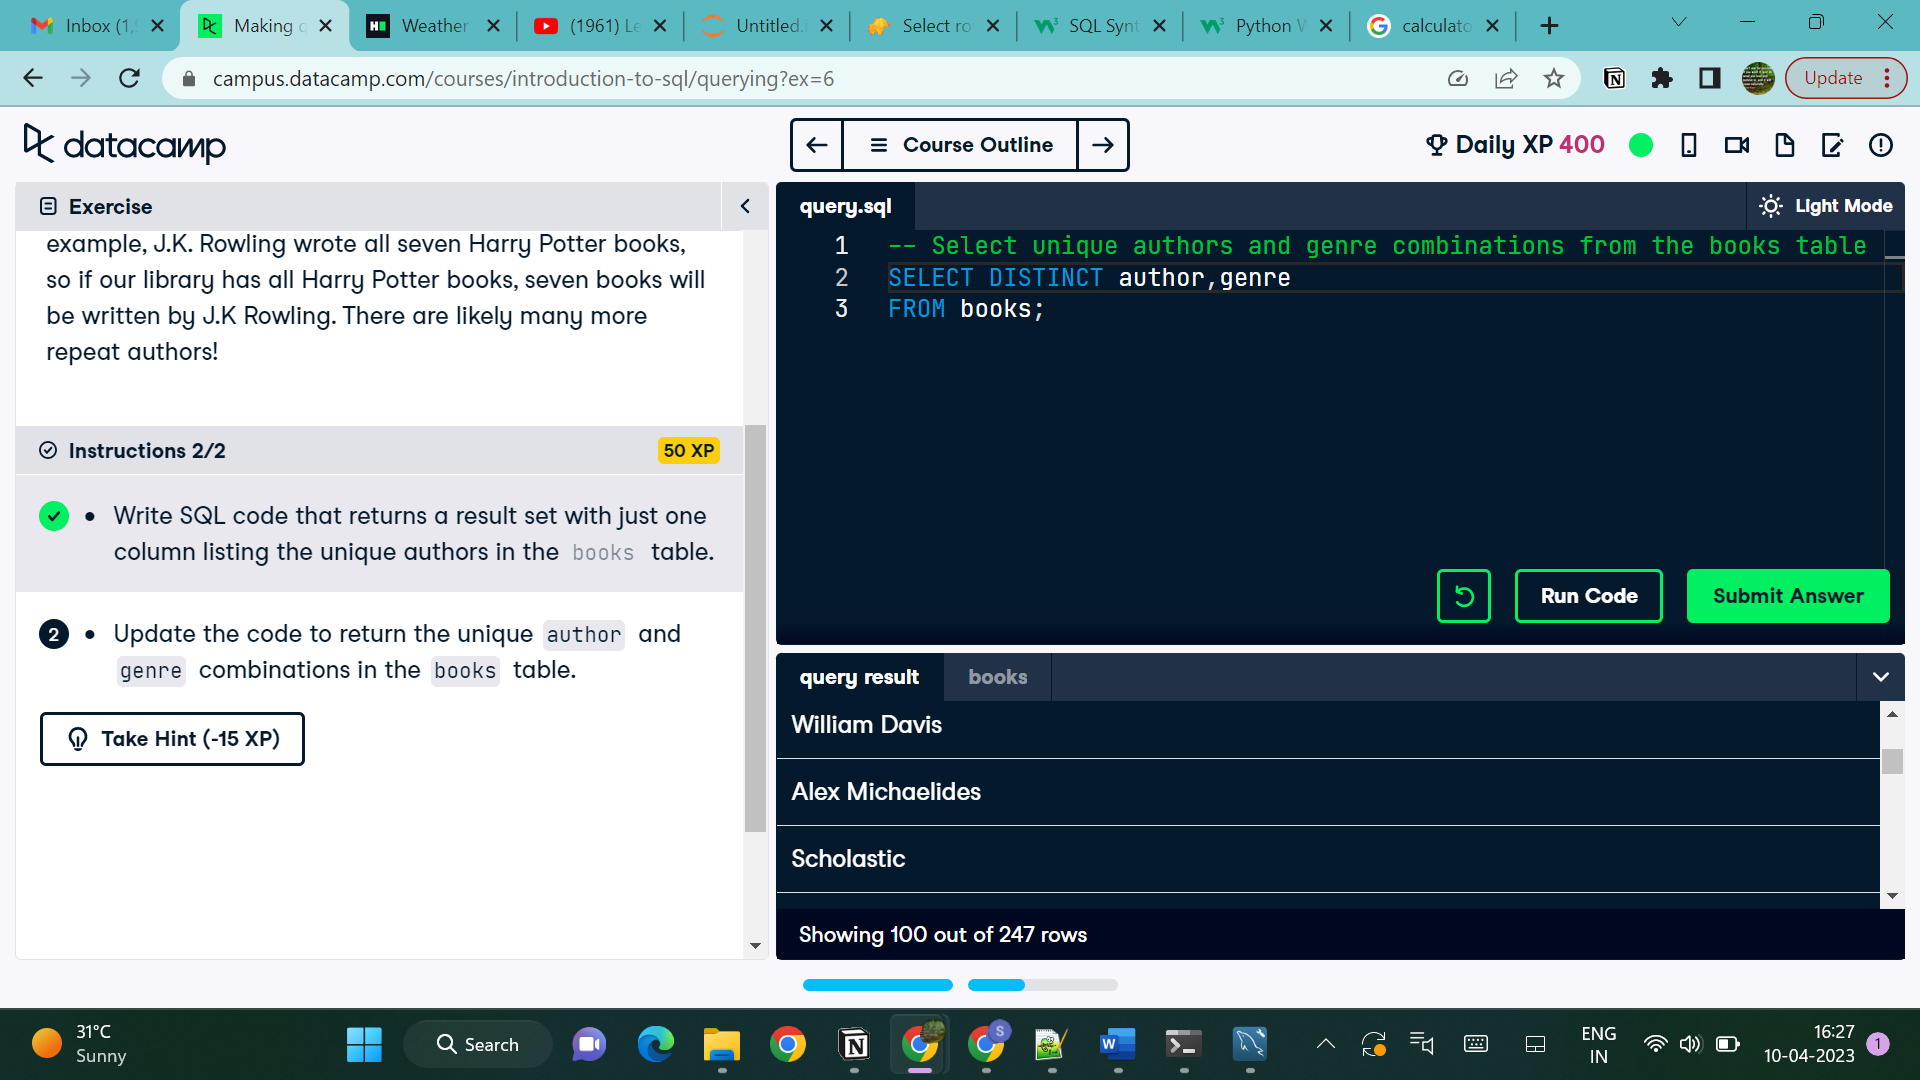 Inbox (1,
Making
Weather
(1961) Le
Untitled.
Select ro
SQL Synt
Python
calculato
campus.datacamp.com/courses/introduction-to-sql/querying?ex=6
Update
datacamp
Course Outline
Daily XP 400
Exercise
example, J.K. Rowling wrote all seven Harry Potter books,
so if our library has all Harry Potter books, seven books will
be written by J.K Rowling. There are likely many more
repeat authors!
Instructions 2/2
50 XP
Write SQL code that returns a result set with just one
column listing the unique authors in the books table.
2
Update the code to return the unique author and
genre combinations in the books table.
Take Hint (-15 XP)
query.sql
Light Mode
1 -- Select unique authors and genre combinations from the books table
2 SELECT DISTINCT author,genre
3 FROM books;
Run Code
Submit Answer
query result
books
William Davis
Alex Michaelides
Scholastic
Showing 100 out of 247 rows
31°C
Sunny
Search
S
ENG
IN
16:27
10-04-2023
1